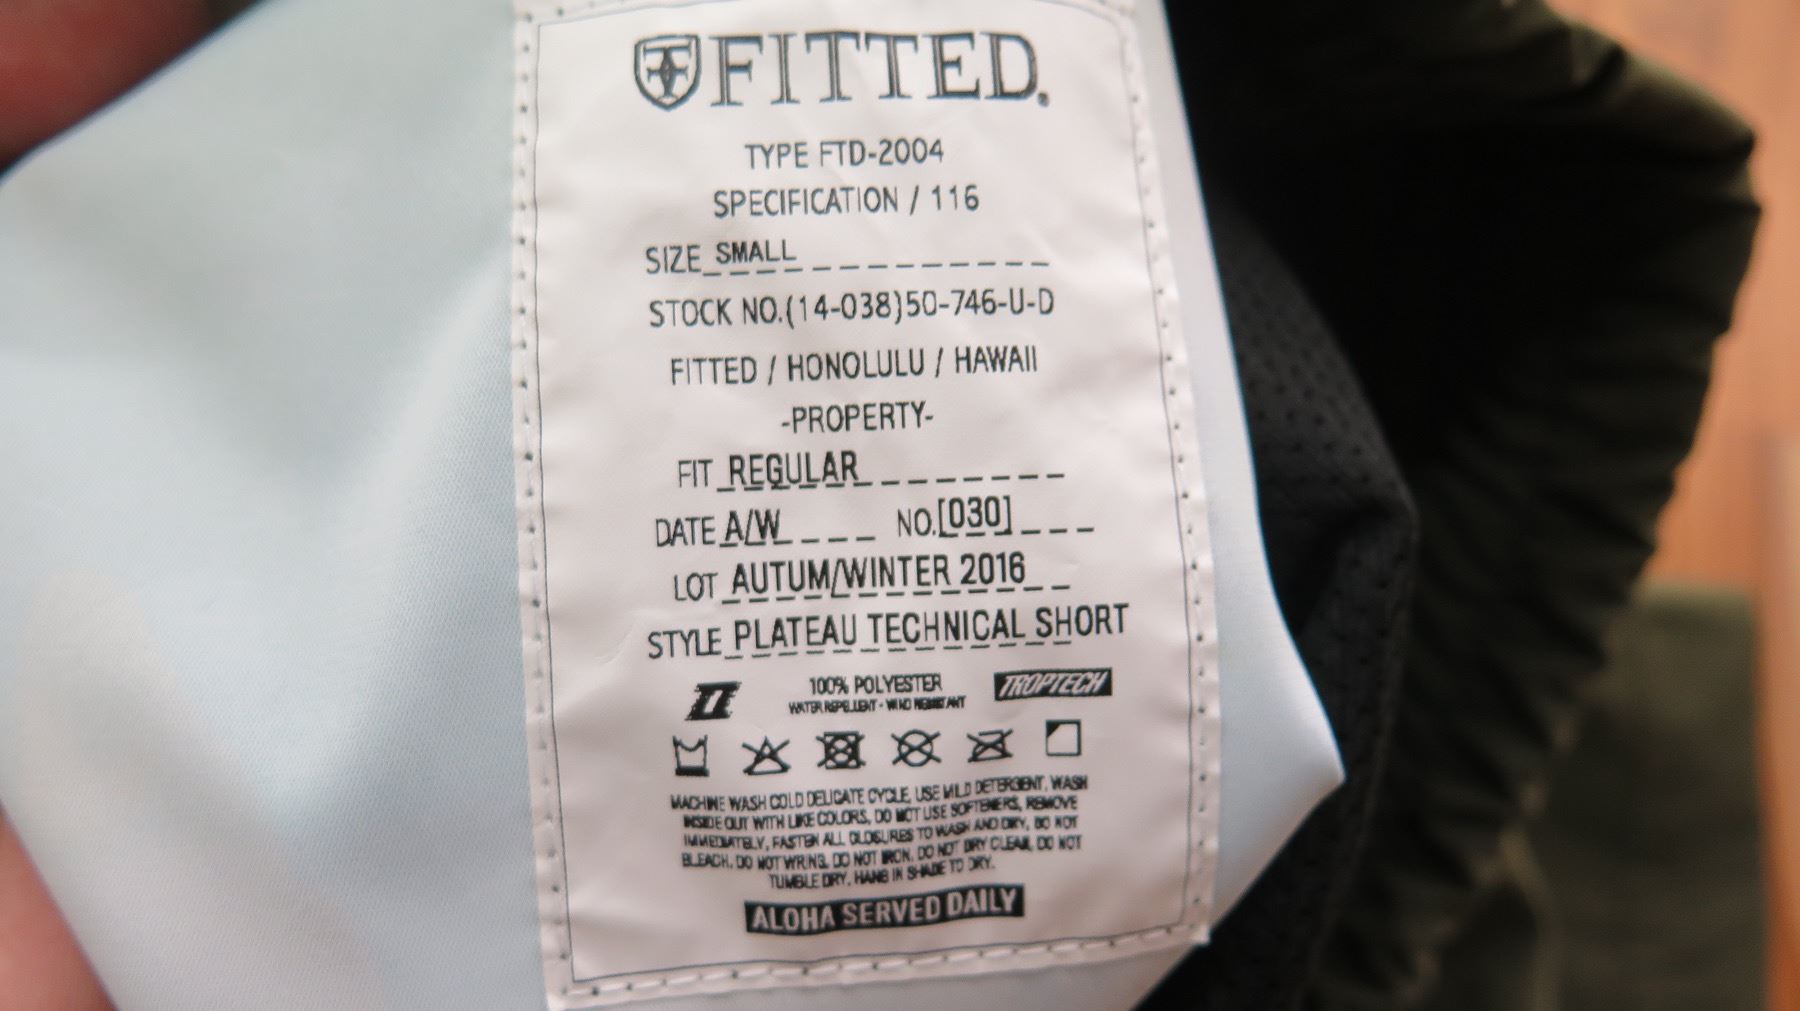 FITTED.
TYPE FTD-2004
SPECIFICATION / 116
SIZE SMALL
STOCK NO.(14-038)50-746-U-D
FITTED / HONOLULU / HAWAII
-PROPERTY-
FIT REGULAR
DATE A/W NO.[030]
LOT AUTUM/WINTER 2016
STYLE PLATEAU TECHNICAL SHORT
100% POLYESTER TROPTECH
WATER REPELLENT - WIND RESISTANT
MACHINE WASH COLD DELICATE CYCLE, USE MILD DETERGENT, WASH
INSIDE OUT WITH LIKE COLORS, DO NOT USE SOFTENERS, REMOVE
IMMEDIATELY, FASTEN ALL CLOSURES TO WASH AND DRY, DO NOT
BLEACH, DO NOT WRING, DO NOT IRON, DO NOT DRY CLEAN, DO NOT
TUMBLE DRY, HANG IN SHADE TO DRY.
ALOHA SERVED DAILY